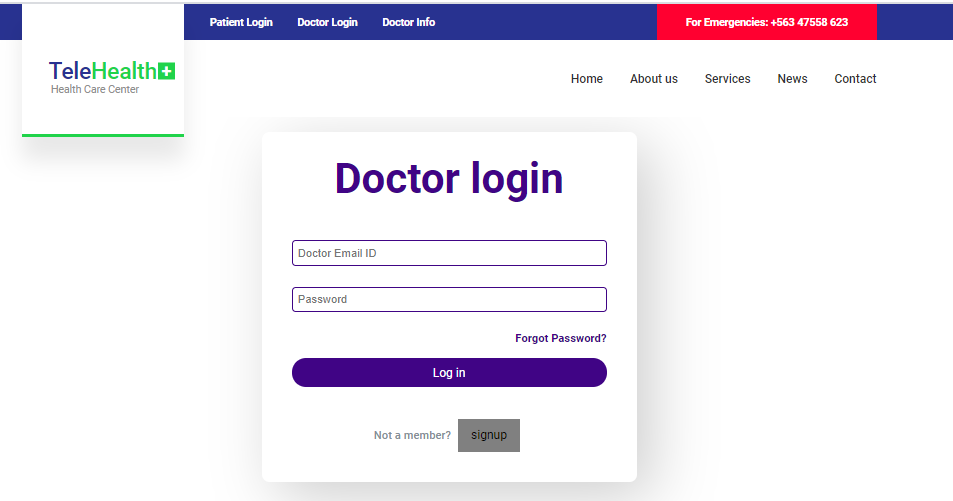 Patient Login Doctor Login Doctor Info For Emergencies: +563 47558 623
TeleHealth
Health Care Center
Home About us Services News Contact
Doctor login
Doctor Email ID
Password
Forgot Password?
Log in
Not a member? signup